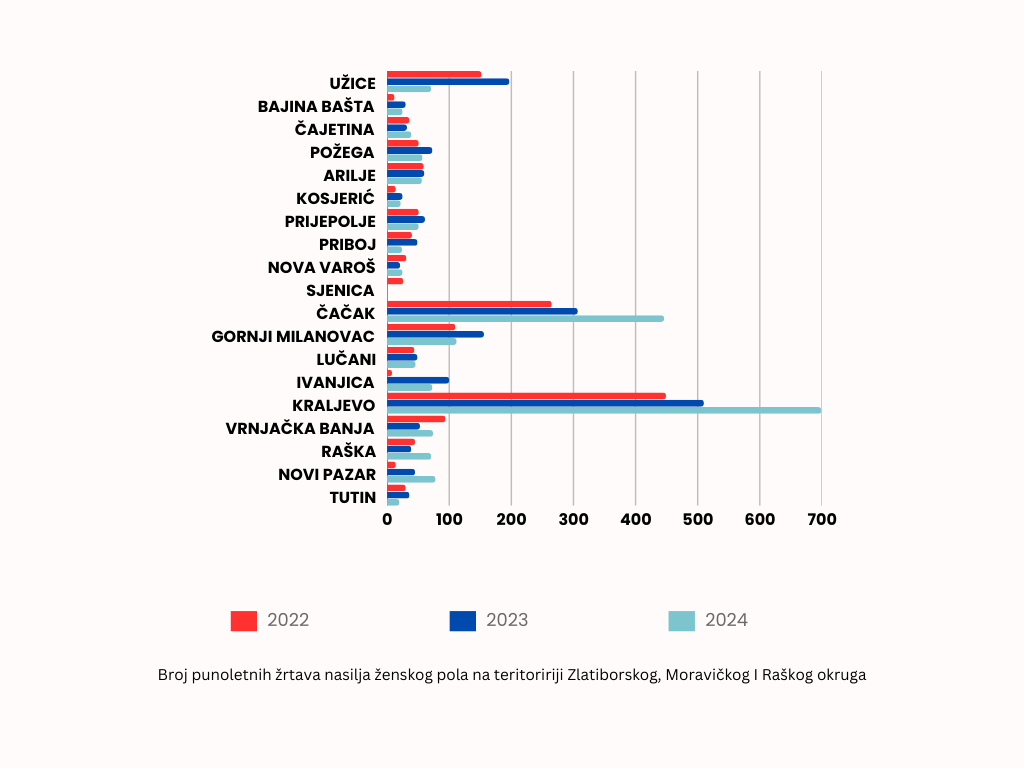 UŽICE
BAJINA BAŠTA
ČAJETINA
POŽEGA
ARILJE
KOSJERIĆ
PRIJEPOLJE
PRIBOJ
NOVA VAROŠ
SJENICA
ČAČAK
GORNJI MILANOVAC
LUČANI
IVANJICA
KRALJEVO
VRNJAČKA BANJA
RAŠKA
NOVI PAZAR
TUTIN
0 100 200 300 400 500 600 700
2022 2023 2024
Broj punoletnih žrtava nasilja ženskog pola na teritoririji Zlatiborskog, Moravičkog I Raškog okruga